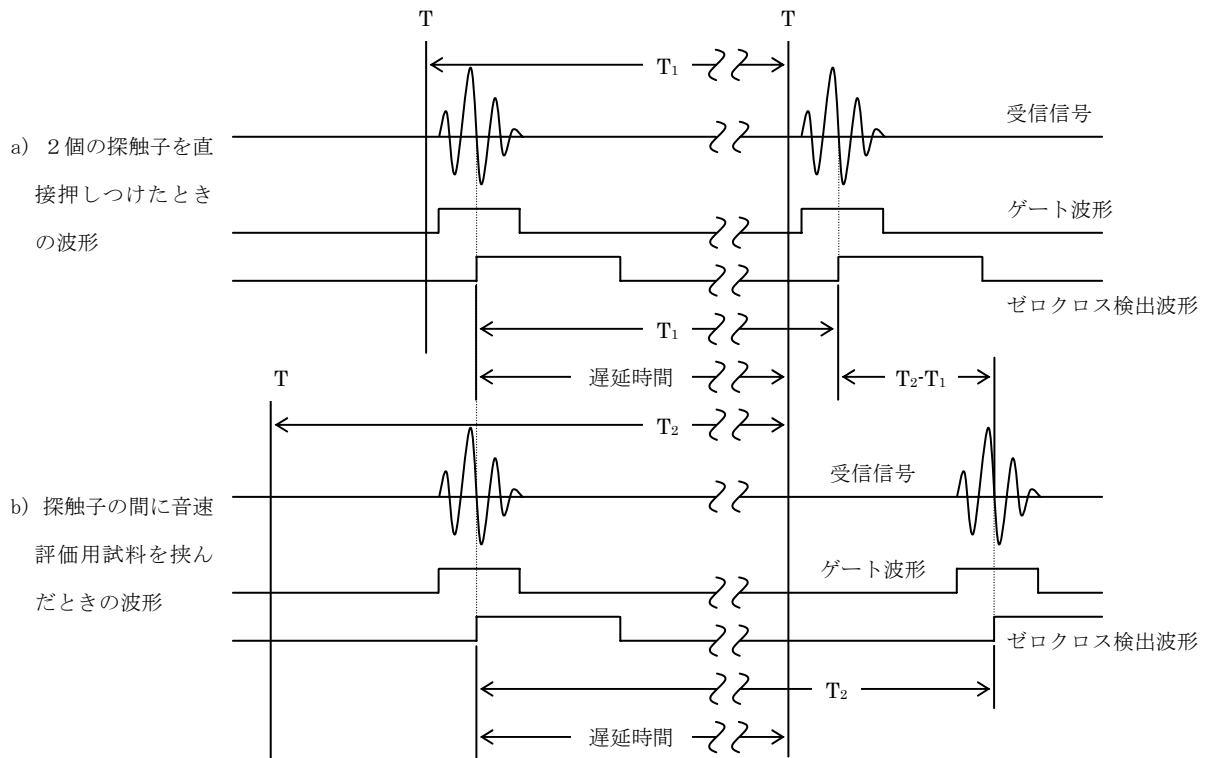 T
T
T₁
受信信号
a) ２個の探触子を直
接押しつけたとき
の波形
ゲート波形
ゼロクロス検出波形
T₁
遅延時間
T₂-T₁
T
T₂
受信信号
b) 探触子の間に音速
評価用試料を挟ん
だときの波形
ゲート波形
ゼロクロス検出波形
T₂
遅延時間